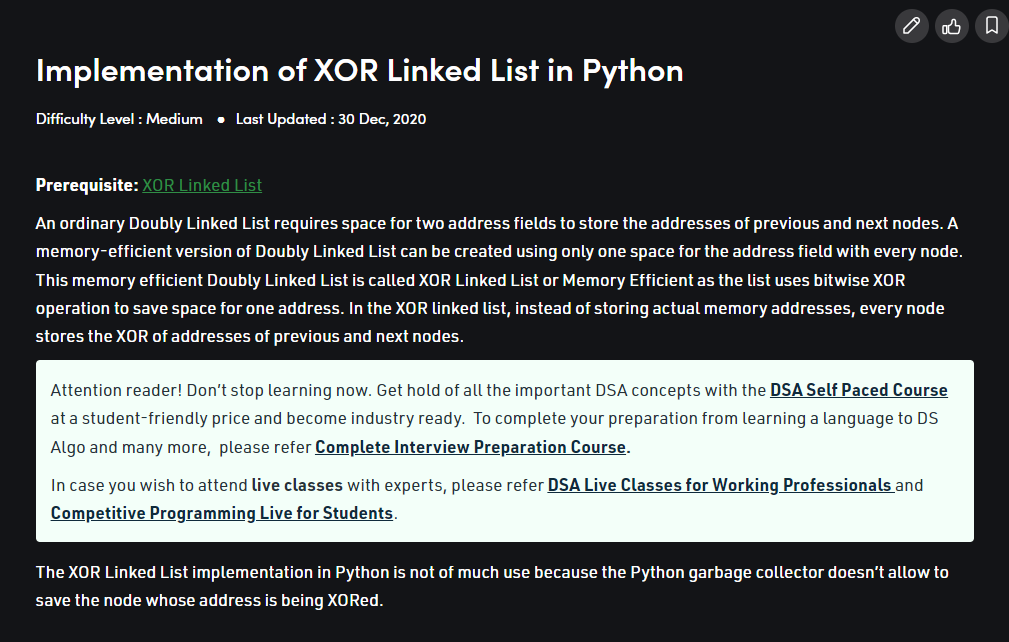 Implementation of XOR Linked List in Python
Difficulty Level : Medium ● Last Updated : 30 Dec, 2020
Prerequisite: XOR Linked List
An ordinary Doubly Linked List requires space for two address fields to store the addresses of previous and next nodes. A
memory-efficient version of Doubly Linked List can be created using only one space for the address field with every node.
This memory efficient Doubly Linked List is called XOR Linked List or Memory Efficient as the list uses bitwise XOR
operation to save space for one address. In the XOR linked list, instead of storing actual memory addresses, every node
stores the XOR of addresses of previous and next nodes.
Attention reader! Don’t stop learning now. Get hold of all the important DSA concepts with the DSA Self Paced Course
at a student-friendly price and become industry ready.  To complete your preparation from learning a language to DS
Algo and many more,  please refer Complete Interview Preparation Course.
In case you wish to attend live classes with experts, please refer DSA Live Classes for Working Professionals and
Competitive Programming Live for Students.
The XOR Linked List implementation in Python is not of much use because the Python garbage collector doesn’t allow to
save the node whose address is being XORed.